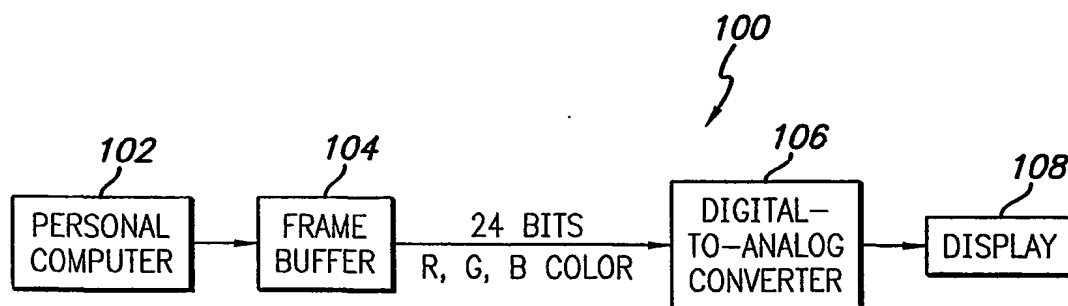 100
102
PERSONAL
COMPUTER
104
FRAME
BUFFER
24 BITS
R, G, B COLOR
106
DIGITAL-
TO-ANALOG
CONVERTER
108
DISPLAY